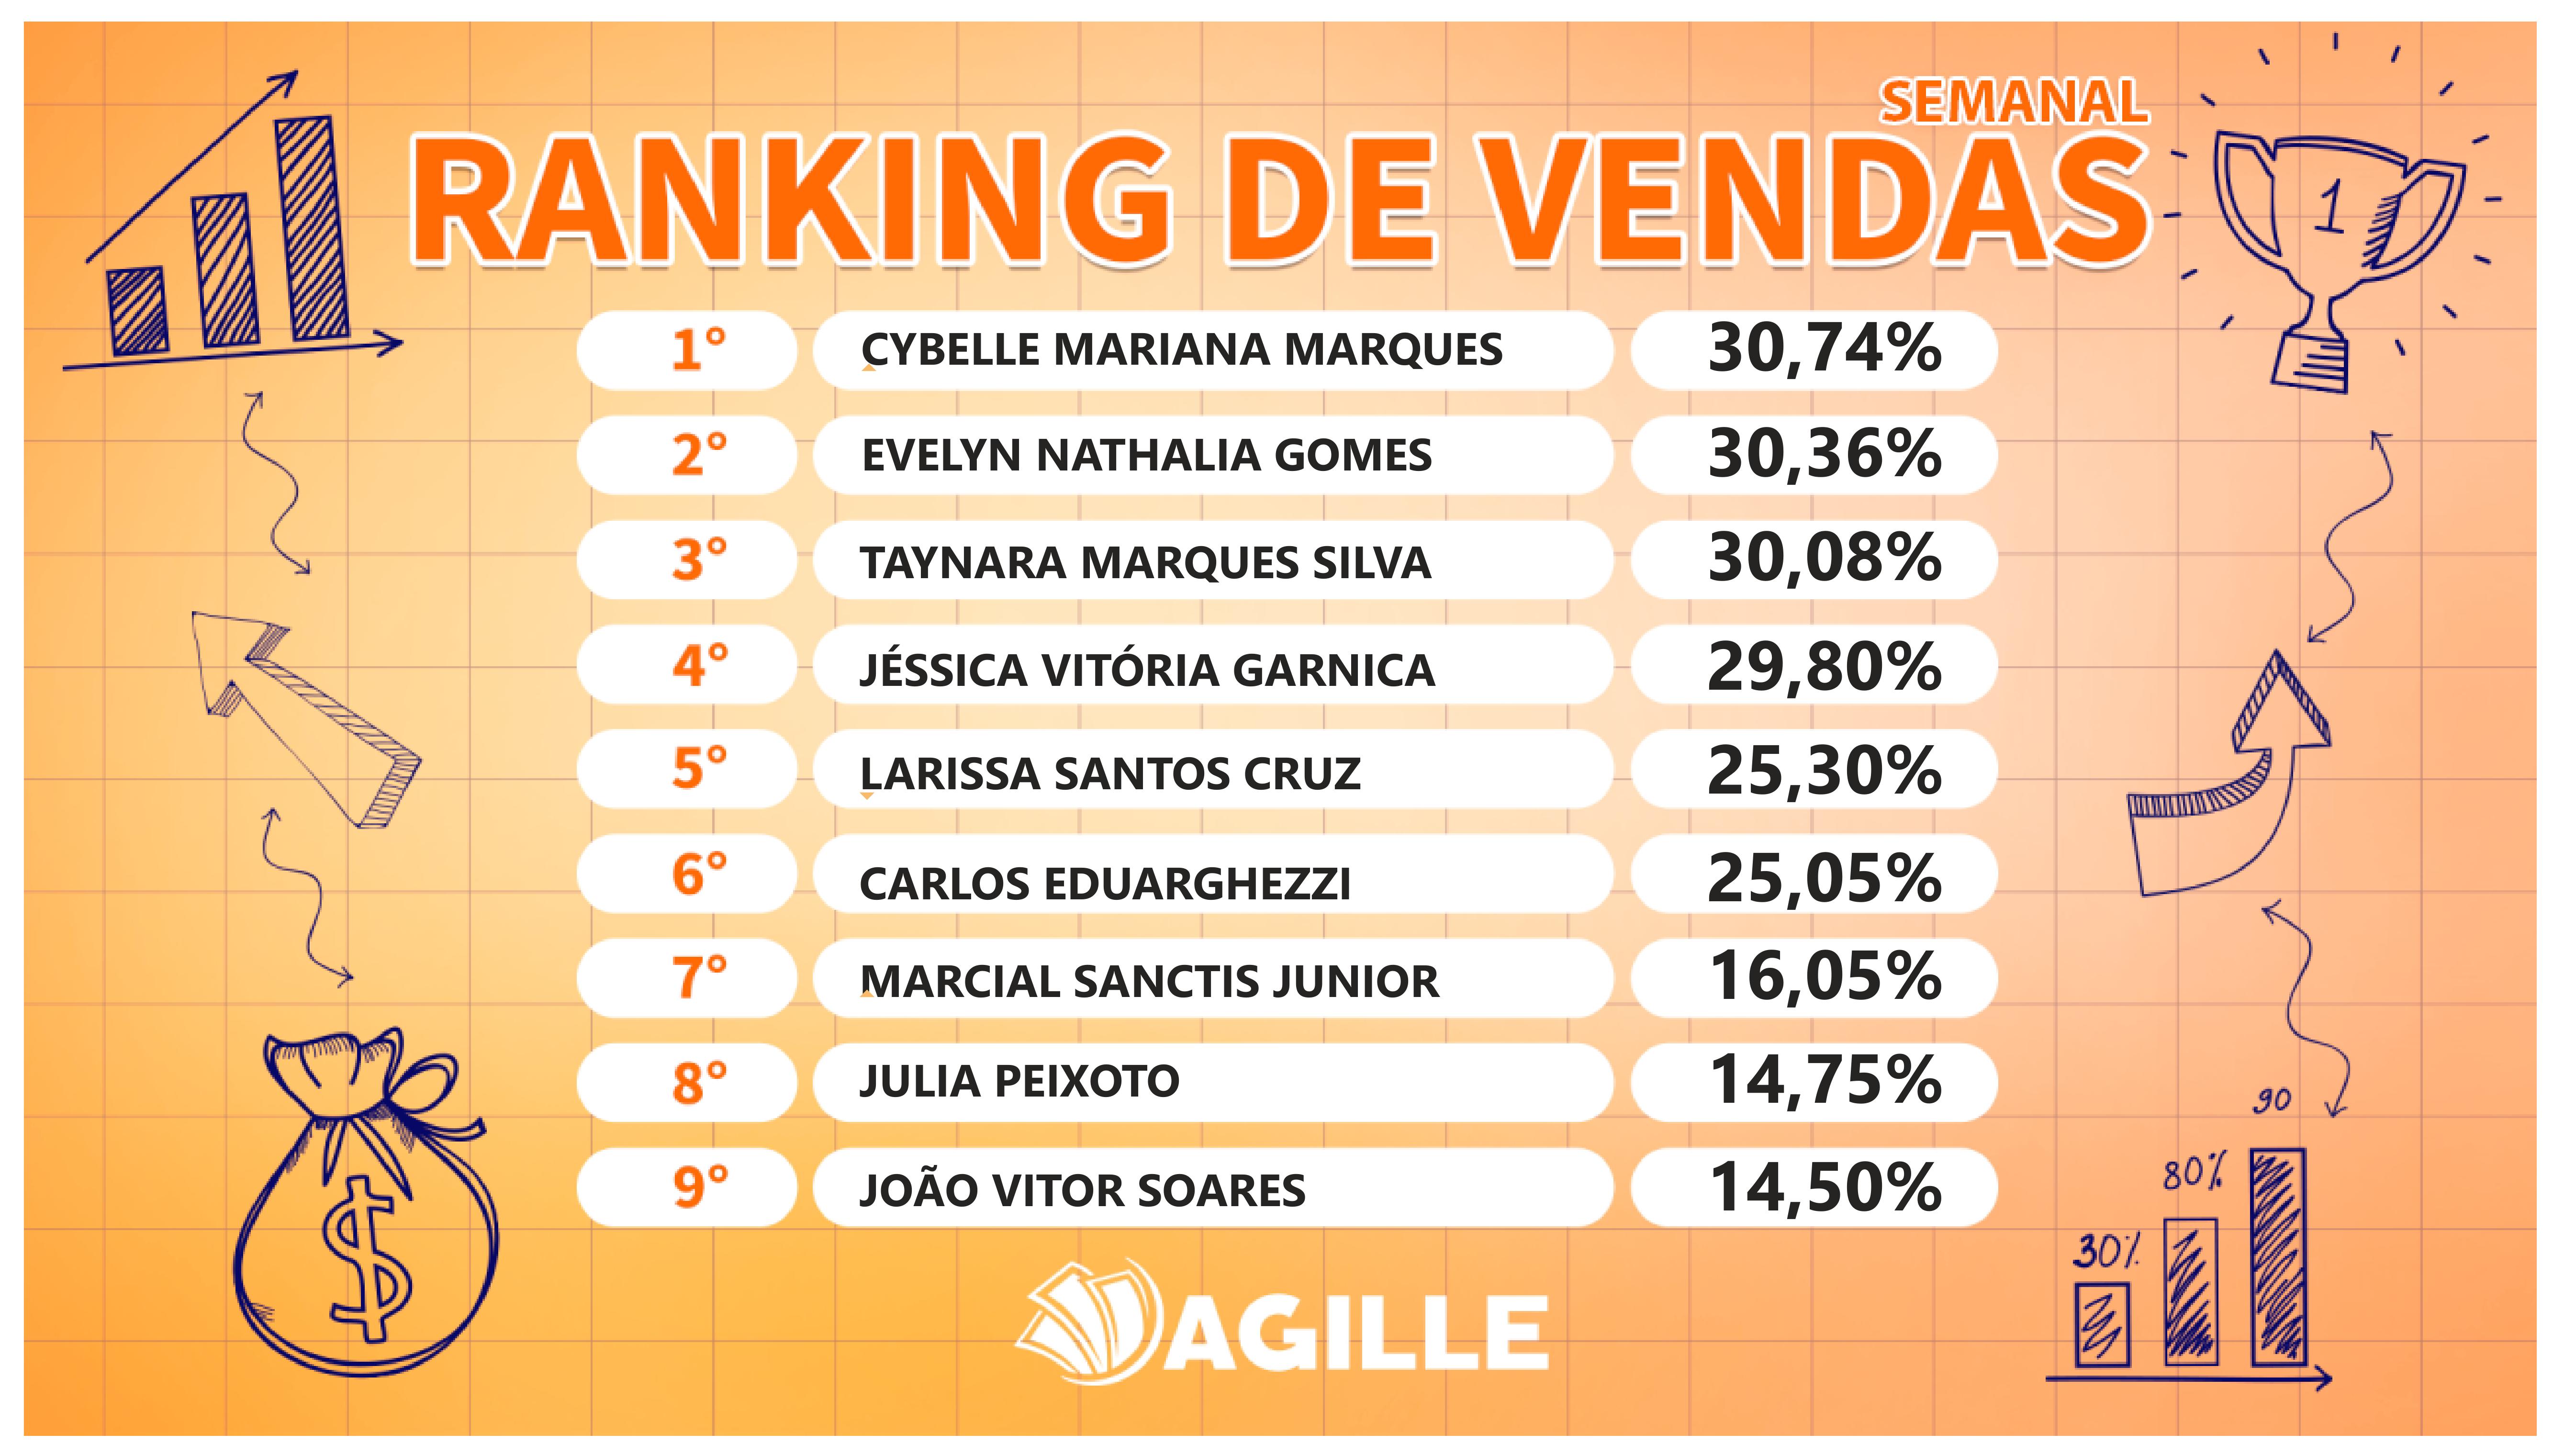 SEMANAL
RANKING DE VENDAS
1
1° CYBELLE MARIANA MARQUES 30,74%
2° EVELYN NATHALIA GOMES 30,36%
3° TAYNARA MARQUES SILVA 30,08%
4° JÉSSICA VITÓRIA GARNICA 29,80%
5° LARISSA SANTOS CRUZ 25,30%
6° CARLOS EDUARGHEZZI 25,05%
7° MARCIAL SANCTIS JUNIOR 16,05%
8° JULIA PEIXOTO 14,75%
9° JOÃO VITOR SOARES 14,50%
$
90
80%
30%
AGILLE